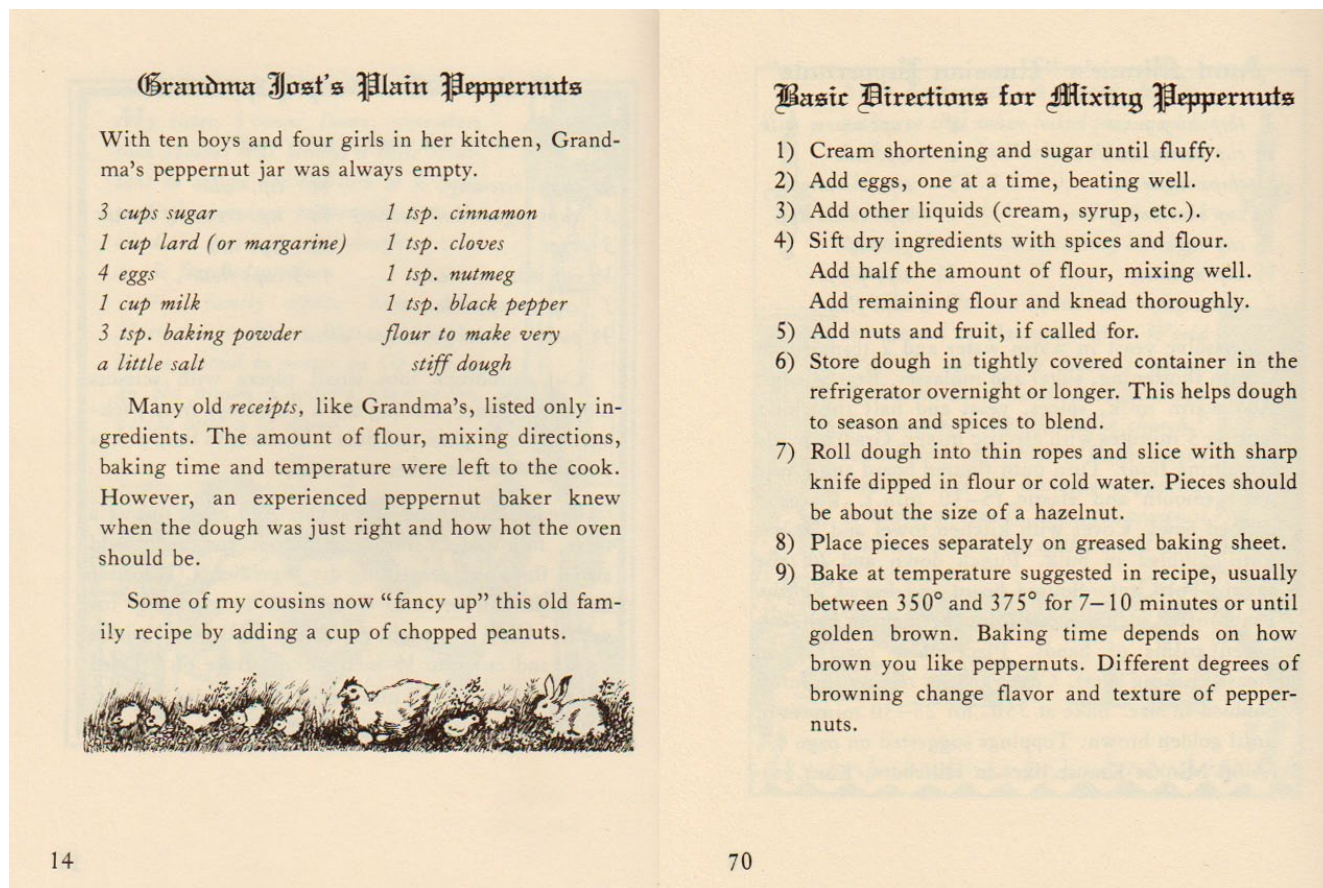 Grandma Jost's Plain Peppernuts
With ten boys and four girls in her kitchen, Grand-
ma's peppernut jar was always empty.
3 cups sugar
1 cup lard (or margarine)
4 eggs
1 cup milk
3 tsp. baking powder
a little salt
1 tsp. cinnamon
1 tsp. cloves
1 tsp. nutmeg
1 tsp. black pepper
flour to make very
stiff dough
Many old receipts, like Grandma's, listed only in-
gredients. The amount of flour, mixing directions,
baking time and temperature were left to the cook.
However, an experienced peppernut baker knew
when the dough was just right and how hot the oven
should be.
Some of my cousins now “fancy up” this old fam-
ily recipe by adding a cup of chopped peanuts.
14
Basic Directions for Mixing Peppernuts
1) Cream shortening and sugar until fluffy.
2) Add eggs, one at a time, beating well.
3) Add other liquids (cream, syrup, etc.).
4) Sift dry ingredients with spices and flour.
Add half the amount of flour, mixing well.
Add remaining flour and knead thoroughly.
5) Add nuts and fruit, if called for.
6) Store dough in tightly covered container in the
refrigerator overnight or longer. This helps dough
to season and spices to blend.
7) Roll dough into thin ropes and slice with sharp
knife dipped in flour or cold water. Pieces should
be about the size of a hazelnut.
8) Place pieces separately on greased baking sheet.
9) Bake at temperature suggested in recipe, usually
between 350° and 375° for 7–10 minutes or until
golden brown. Baking time depends on how
brown you like peppernuts. Different degrees of
browning change flavor and texture of pepper-
nuts.
70